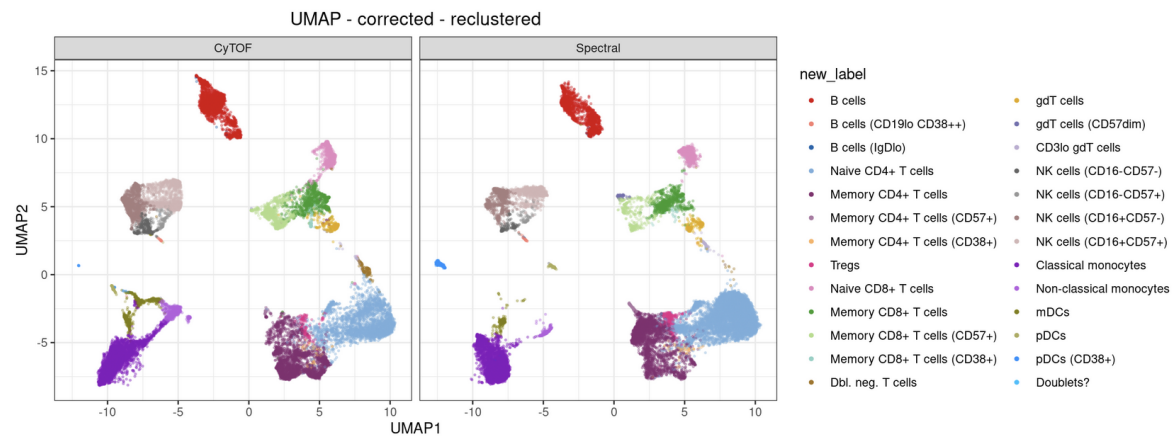 UMAP - corrected - reclustered
CyTOF
Spectral
15
10
5
0
-5
UMAP2
-10
-5
0
5
10
-10
-5
0
5
10
UMAP1
new_label
B cells
B cells (CD19lo CD38++)
B cells (IgDlo)
Naive CD4+ T cells
Memory CD4+ T cells
Memory CD4+ T cells (CD57+)
Memory CD4+ T cells (CD38+)
Tregs
Naive CD8+ T cells
Memory CD8+ T cells
Memory CD8+ T cells (CD57+)
Memory CD8+ T cells (CD38+)
Dbl. neg. T cells
gdT cells
gdT cells (CD57dim)
CD3lo gdT cells
NK cells (CD16-CD57-)
NK cells (CD16-CD57+)
NK cells (CD16+CD57-)
NK cells (CD16+CD57+)
Classical monocytes
Non-classical monocytes
mDCs
pDCs
pDCs (CD38+)
Doublets?